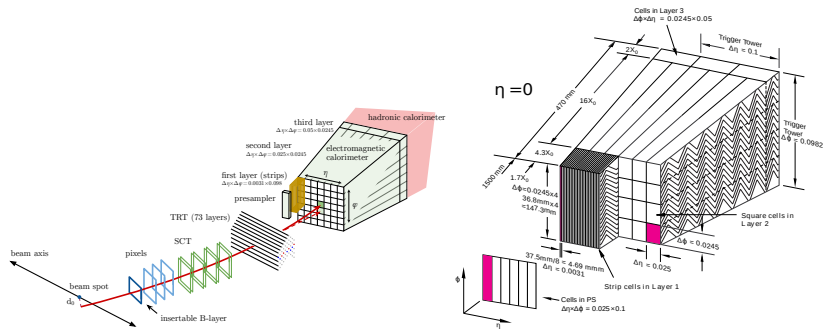 hadronic calorimeter
third layer
Δη×Δφ = 0.05×0.0245
second layer
Δη×Δφ = 0.025×0.0245
electromagnetic
calorimeter
first layer (strips)
Δη×Δφ = 0.0031×0.098
η
φ
presampler
TRT (73 layers)
SCT
pixels
beam axis
beam spot
d₀
insertable B-layer
Cells in Layer 3
Δφ×Δη = 0.0245×0.05
Trigger Tower
Δη = 0.1
2X₀
η=0
470 mm
16X₀
Trigger
Tower
Δφ = 0.0982
4.3X₀
1500 mm
1.7X₀
Δφ=0.0245x4
36.8mmx4
=147.3mm
Square cells in
Layer 2
Δφ = 0.0245
37.5mm/8 = 4.69 mmm
Δη = 0.0031
Δη = 0.025
Strip cells in Layer 1
φ
η
Cells in PS
Δη×Δφ = 0.025×0.1